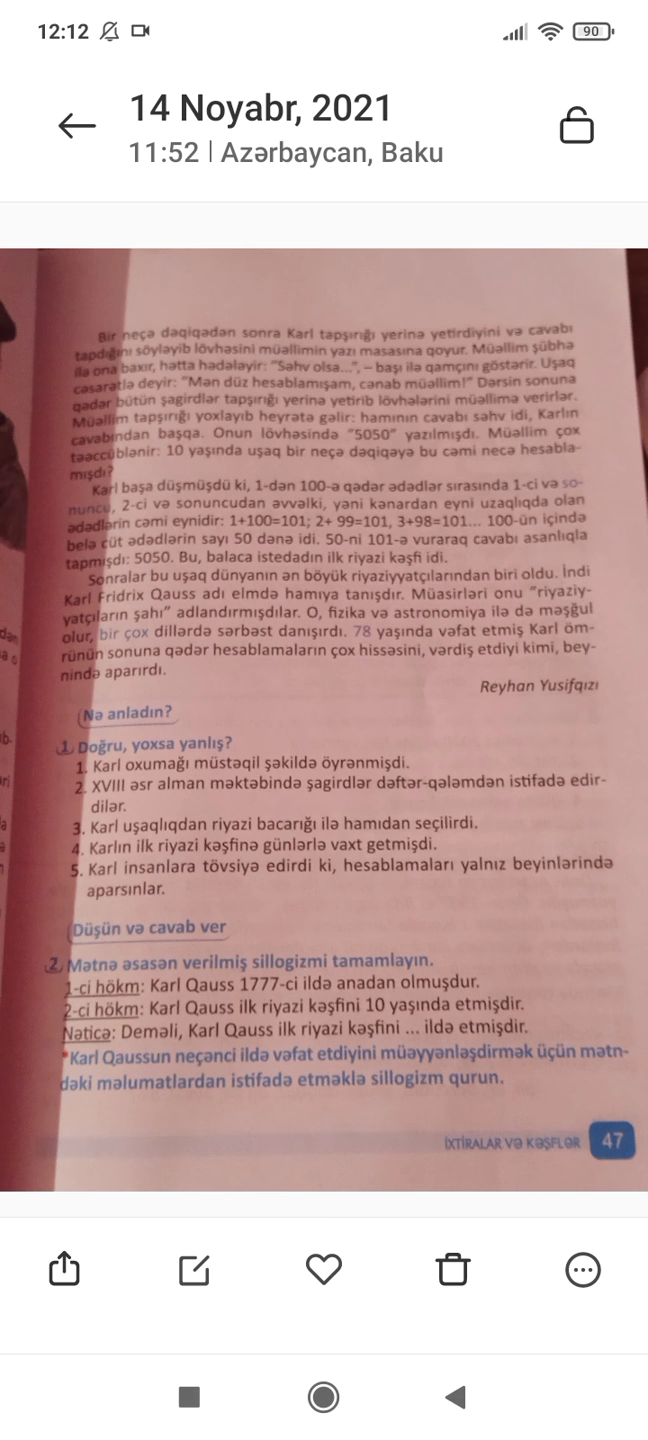 12:12
90
14 Noyabr, 2021
11:52 | Azərbaycan, Baku
Bir neçə dəqiqədən sonra Karl tapşırığı yerinə yetirdiyini və cavabı
tapdığını söyləyib lövhəsini müəllimin yazı masasına qoyur. Müəllim şübhə
ilə ona baxır, hətta hədələyir: "Səhv olsa...", – başı ilə qamçını göstərir. Uşaq
cəsarətlə deyir: "Mən düz hesablamışam, cənab müəllim!" Dərsin sonuna
qədər bütün şagirdlər tapşırığı yerinə yetirib lövhələrini müəllimə verirlər.
Müəllim tapşırığı yoxlayıb heyrətə gəlir: hamının cavabı səhv idi, Karlın
cavabından başqa. Onun lövhəsində "5050" yazılmışdı. Müəllim çox
təəccüblənir: 10 yaşında uşaq bir neçə dəqiqəyə bu cəmi necə hesabla-
mışdı?
Karl başa düşmüşdü ki, 1-dən 100-ə qədər ədədlər sırasında 1-ci və so-
nuncu, 2-ci və sonuncudan əvvəlki, yəni kənardan eyni uzaqlıqda olan
ədədlərin cəmi eynidir: 1+100=101; 2+ 99=101, 3+98=101... 100-ün içində
belə cüt ədədlərin sayı 50 dənə idi. 50-ni 101-ə vuraraq cavabı asanlıqla
tapmışdı: 5050. Bu, balaca istedadın ilk riyazi kəşfi idi.
Sonralar bu uşaq dünyanın ən böyük riyaziyyatçılarından biri oldu. İndi
Karl Fridrix Qauss adı elmdə hamıya tanışdır. Müasirləri onu "riyaziy-
yatçıların şahı" adlandırmışdılar. O, fizika və astronomiya ilə də məşğul
olur, bir çox dillərdə sərbəst danışırdı. 78 yaşında vəfat etmiş Karl öm-
rünün sonuna qədər hesablamaların çox hissəsini, vərdiş etdiyi kimi, bey-
nində aparırdı.
Reyhan Yusifqızı
Nə anladın?
1. Doğru, yoxsa yanlış?
1. Karl oxumağı müstəqil şəkildə öyrənmişdi.
2. XVIII əsr alman məktəbində şagirdlər dəftər-qələmdən istifadə edir-
dilər.
3. Karl uşaqlıqdan riyazi bacarığı ilə hamıdan seçilirdi.
4. Karlın ilk riyazi kəşfinə günlərlə vaxt getmişdi.
5. Karl insanlara tövsiyə edirdi ki, hesablamaları yalnız beyinlərində
aparsınlar.
Düşün və cavab ver
2. Mətnə əsasən verilmiş sillogizmi tamamlayın.
1-ci hökm: Karl Qauss 1777-ci ildə anadan olmuşdur.
2-ci hökm: Karl Qauss ilk riyazi kəşfini 10 yaşında etmişdir.
Nəticə: Deməli, Karl Qauss ilk riyazi kəşfini ... ildə etmişdir.
*Karl Qaussun neçənci ildə vəfat etdiyini müəyyənləşdirmək üçün mətn-
dəki məlumatlardan istifadə etməklə sillogizm qurun.
İXTİRALAR VƏ KƏŞFLƏR 47